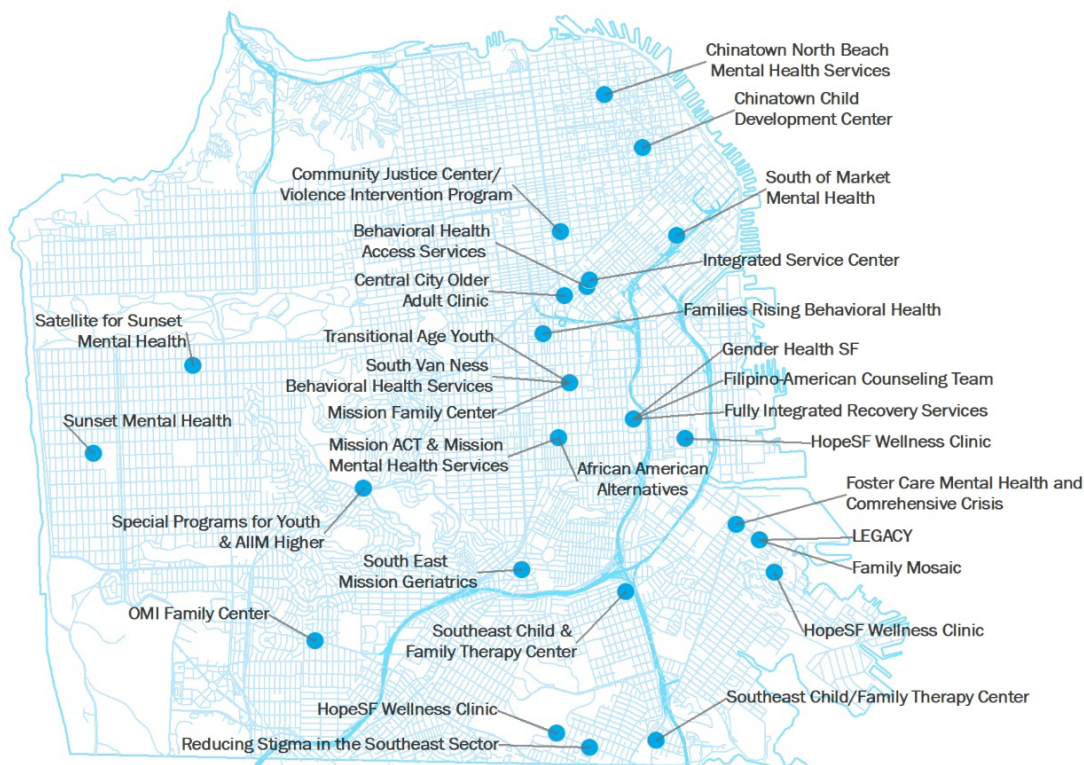 Chinatown North Beach
Mental Health Services
Chinatown Child
Development Center
Community Justice Center/
Violence Intervention Program
South of Market
Mental Health
Behavioral Health
Access Services
Integrated Service Center
Central City Older
Adult Clinic
Families Rising Behavioral Health
Satellite for Sunset
Mental Health
Transitional Age Youth
Gender Health SF
South Van Ness
Behavioral Health Services
Filipino-American Counseling Team
Mission Family Center
Fully Integrated Recovery Services
Sunset Mental Health
HopeSF Wellness Clinic
Mission ACT & Mission
Mental Health Services
African American
Alternatives
Foster Care Mental Health and
Comrehensive Crisis
Special Programs for Youth
& AIIM Higher
LEGACY
Family Mosaic
South East
Mission Geriatrics
OMI Family Center
Southeast Child &
Family Therapy Center
HopeSF Wellness Clinic
Southeast Child/Family Therapy Center
HopeSF Wellness Clinic
Reducing Stigma in the Southeast Sector